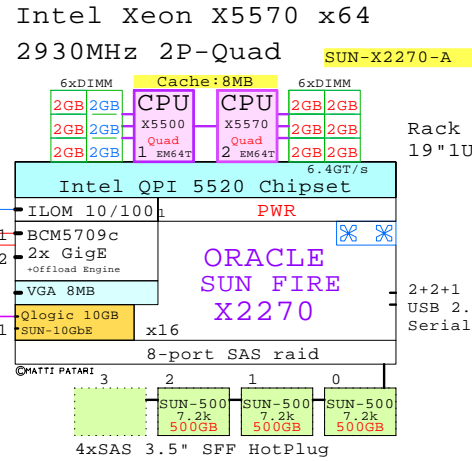 Intel Xeon X5570 x64
2930MHz 2P-Quad
SUN-X2270-A
6xDIMM Cache:8MB 6xDIMM
2GB 2GB CPU CPU 2GB 2GB
2GB 2GB X5500 X5570 2GB 2GB
Quad Quad
2GB 2GB 1 EM64T 2 EM64T 2GB 2GB
Rack
19"1U
6.4GT/s
Intel QPI 5520 Chipset
ILOM 10/100 1 PWR
1 BCM5709c
2 2x GigE
+Offload Engine
ORACLE
SUN FIRE
X2270
VGA 8MB
2+2+1
USB 2.
Serial
Qlogic 10GB
1 SUN-10GbE x16
8-port SAS raid
©MATTI PATARI
3 2 1 0
SUN-500 SUN-500 SUN-500
7.2k 7.2k 7.2k
500GB 500GB 500GB
4xSAS 3.5" SFF HotPlug